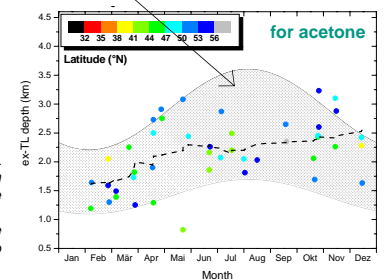 for acetone
32 35 38 41 44 47 50 53 56
Latitude (°N)
ex-TL depth (km)
4.5
4.0
3.5
3.0
2.5
2.0
1.5
1.0
0.5
Jan Feb Mär Apr Mai Jun Jul Aug Sep Okt Nov Dez
Month